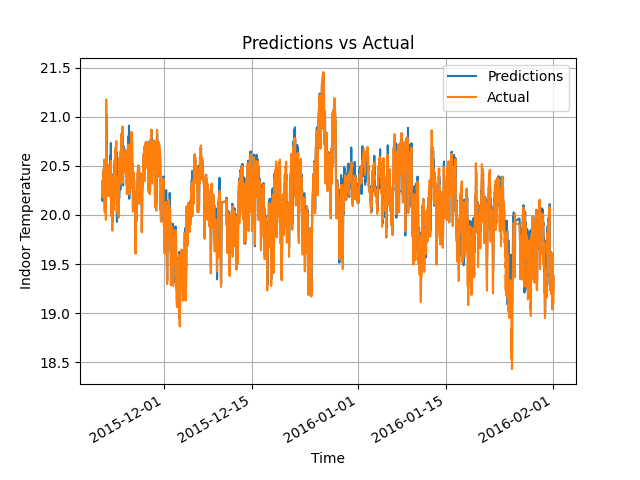 Predictions vs Actual
Predictions
Actual
21.5
21.0
20.5
20.0
19.5
19.0
18.5
Indoor Temperature
2015-12-01
2015-12-15
2016-01-01
2016-01-15
2016-02-01
Time